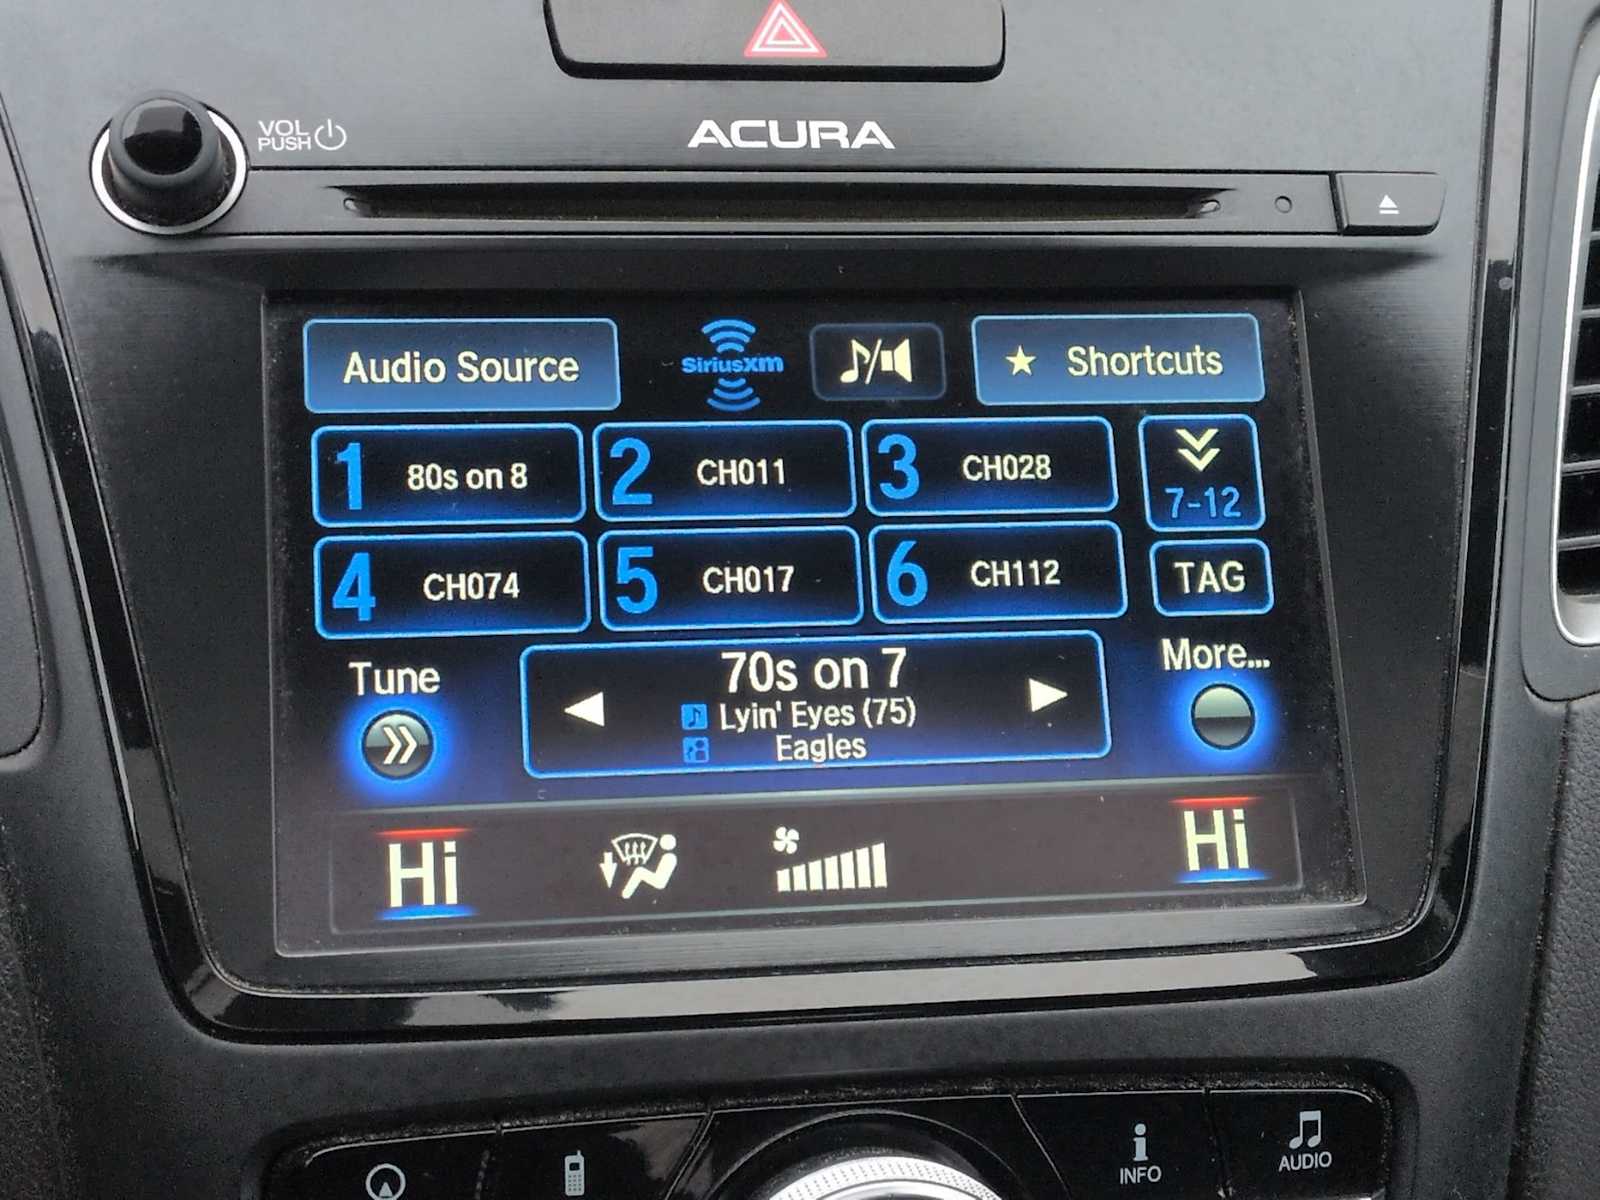 VOL
PUSH
ACURA
Audio Source
SiriusXM
Shortcuts
1 80s on 8
2 CH011
3 CH028
7-12
4 CH074
5 CH017
6 CH112
TAG
Tune
70s on 7
Lyin' Eyes (75)
Eagles
More...
Hi
Hi
INFO
AUDIO